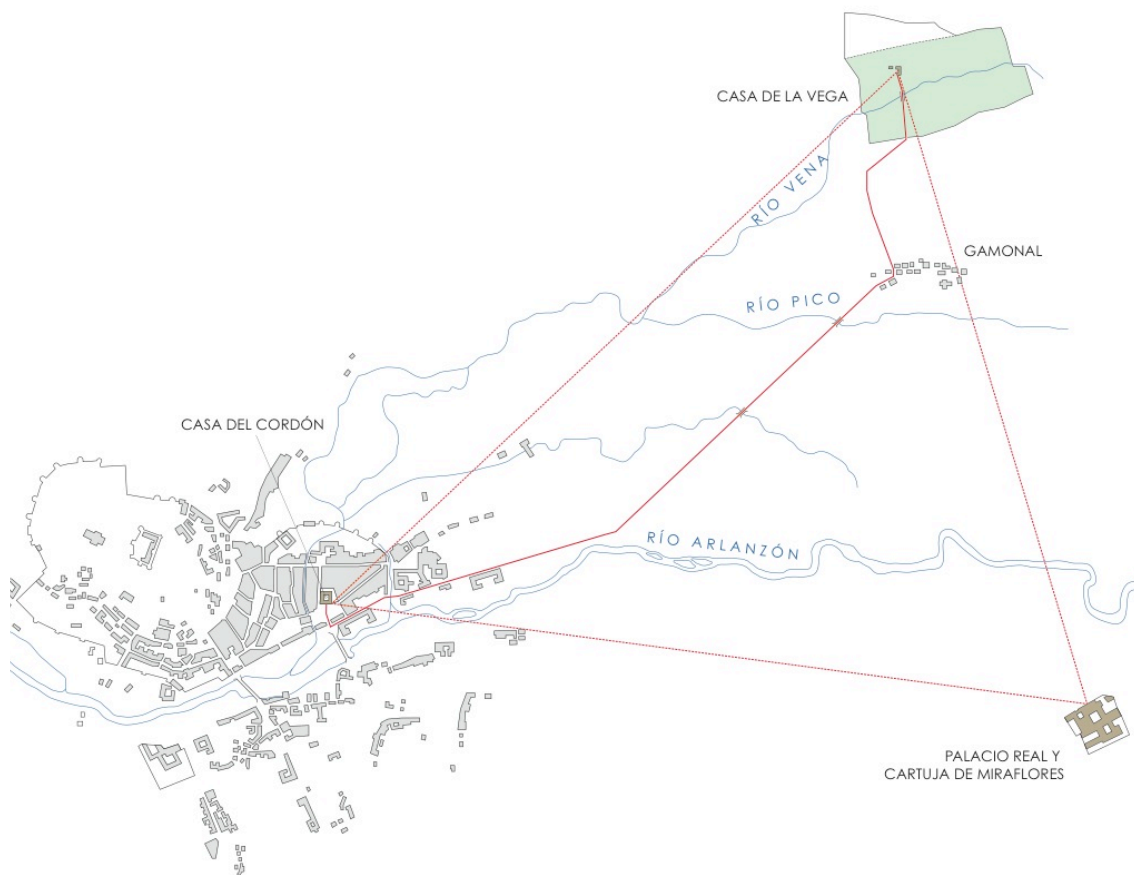 CASA DE LA VEGA
RÍO VENA
GAMONAL
RÍO PICO
CASA DEL CORDÓN
RÍO ARLANZÓN
PALACIO REAL Y
CARTUJA DE MIRAFLORES